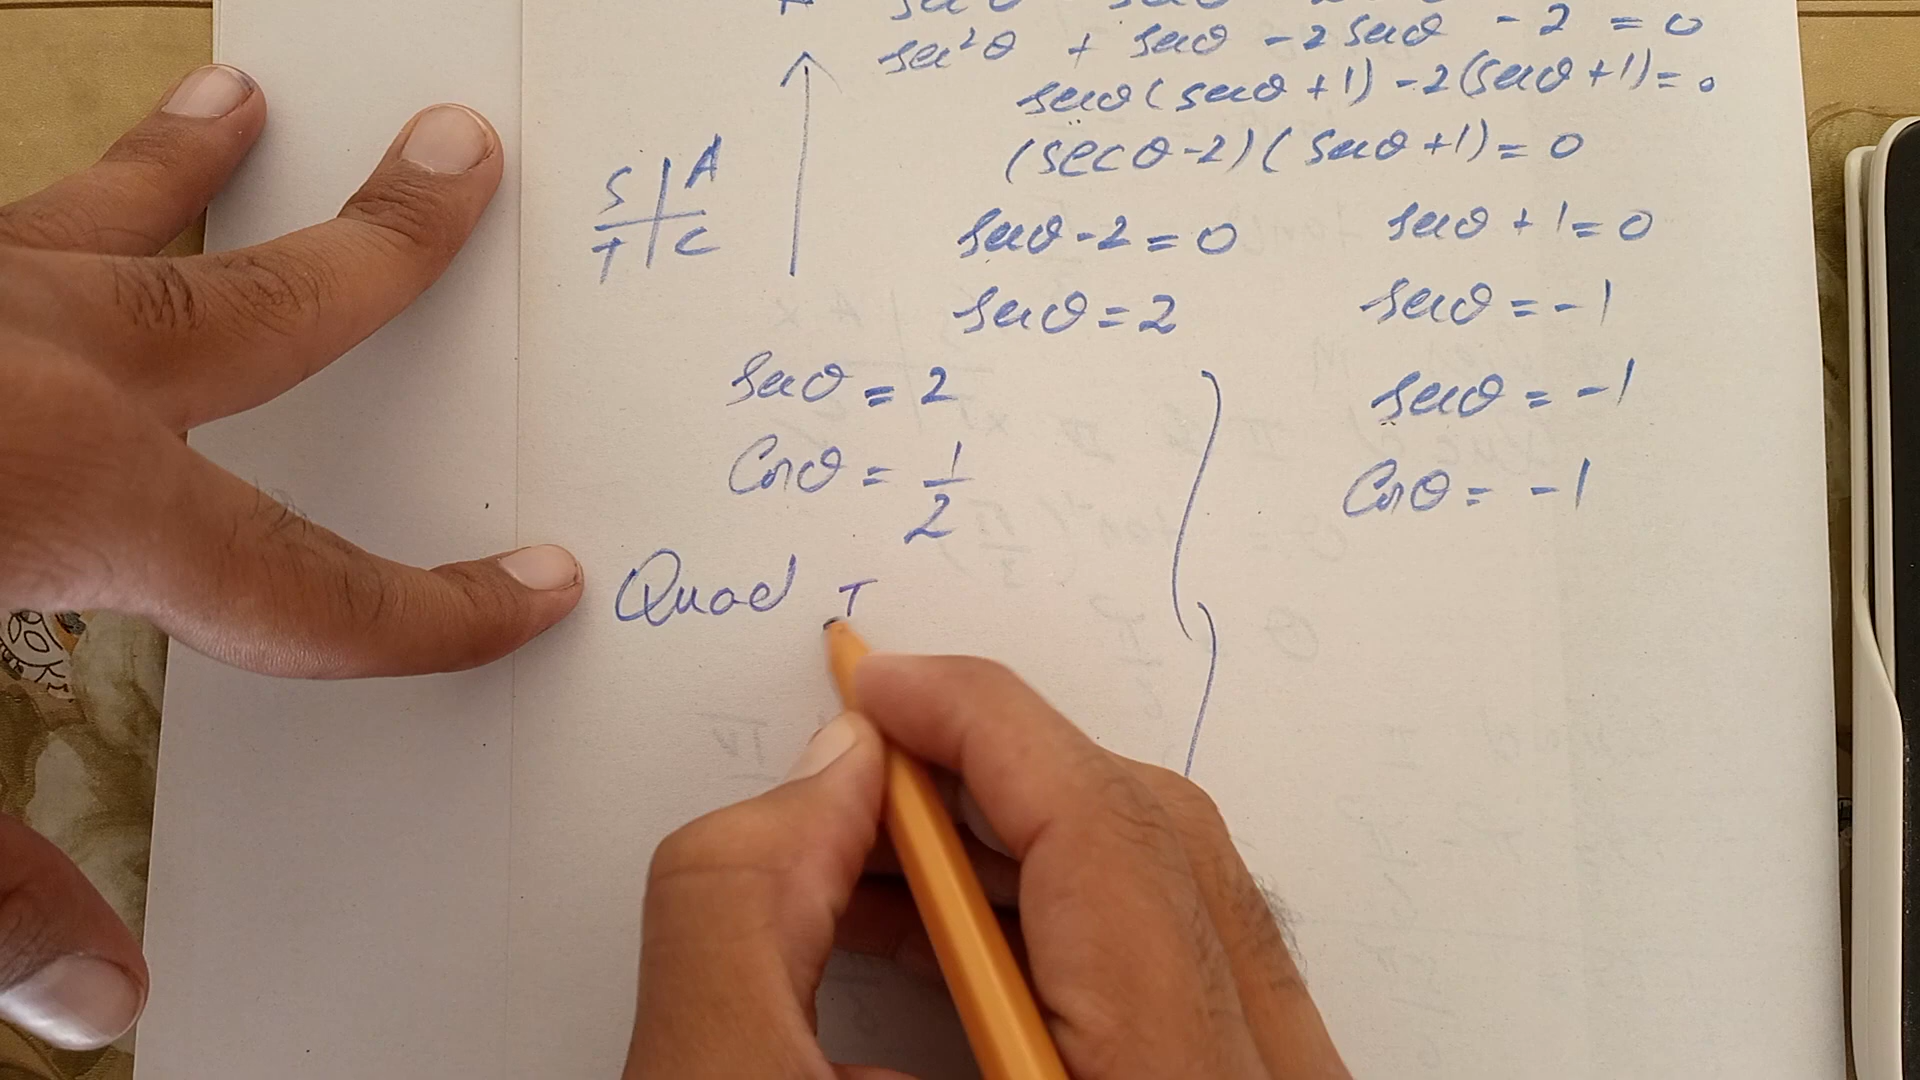 sec²θ + secθ - 2secθ - 2 = 0
secθ(secθ+1) - 2(secθ+1) = 0
(secθ-2)(secθ+1) = 0
S | A
T | C
secθ-2 = 0
secθ+1 = 0
secθ = 2
secθ = -1
secθ = 2
secθ = -1
Cosθ = 1/2
Cosθ = -1
Quad I